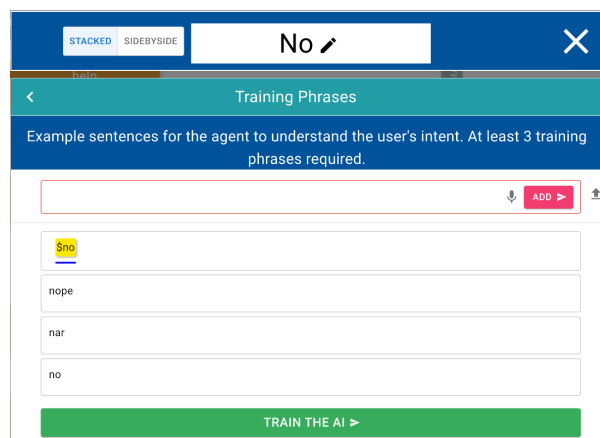 STACKED SIDEBYSIDE No
help
Training Phrases
Example sentences for the agent to understand the user's intent. At least 3 training
phrases required.
ADD
$no
nope
nar
no
TRAIN THE AI